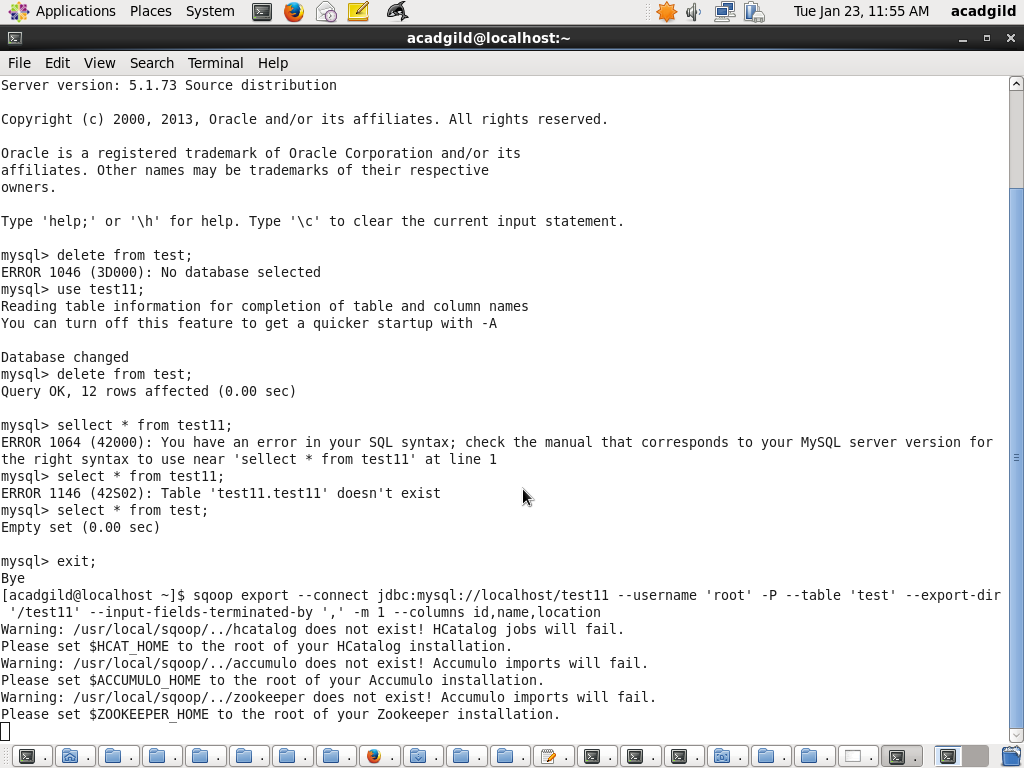 Applications Places System Tue Jan 23, 11:55 AM acadgild
acadgild@localhost:~
File Edit View Search Terminal Help
Server version: 5.1.73 Source distribution
Copyright (c) 2000, 2013, Oracle and/or its affiliates. All rights reserved.
Oracle is a registered trademark of Oracle Corporation and/or its
affiliates. Other names may be trademarks of their respective
owners.
Type 'help;' or '\h' for help. Type '\c' to clear the current input statement.
mysql> delete from test;
ERROR 1046 (3D000): No database selected
mysql> use test11;
Reading table information for completion of table and column names
You can turn off this feature to get a quicker startup with -A
Database changed
mysql> delete from test;
Query OK, 12 rows affected (0.00 sec)
mysql> sellect * from test11;
ERROR 1064 (42000): You have an error in your SQL syntax; check the manual that corresponds to your MySQL server version for
the right syntax to use near 'sellect * from test11' at line 1
mysql> select * from test11;
ERROR 1146 (42S02): Table 'test11.test11' doesn't exist
mysql> select * from test;
Empty set (0.00 sec)
mysql> exit;
Bye
[acadgild@localhost ~]$ sqoop export --connect jdbc:mysql://localhost/test11 --username 'root' -P --table 'test' --export-dir
'/test11' --input-fields-terminated-by ',' -m 1 --columns id,name,location
Warning: /usr/local/sqoop/../hcatalog does not exist! HCatalog jobs will fail.
Please set $HCAT_HOME to the root of your HCatalog installation.
Warning: /usr/local/sqoop/../accumulo does not exist! Accumulo imports will fail.
Please set $ACCUMULO_HOME to the root of your Accumulo installation.
Warning: /usr/local/sqoop/../zookeeper does not exist! Accumulo imports will fail.
Please set $ZOOKEEPER_HOME to the root of your Zookeeper installation.